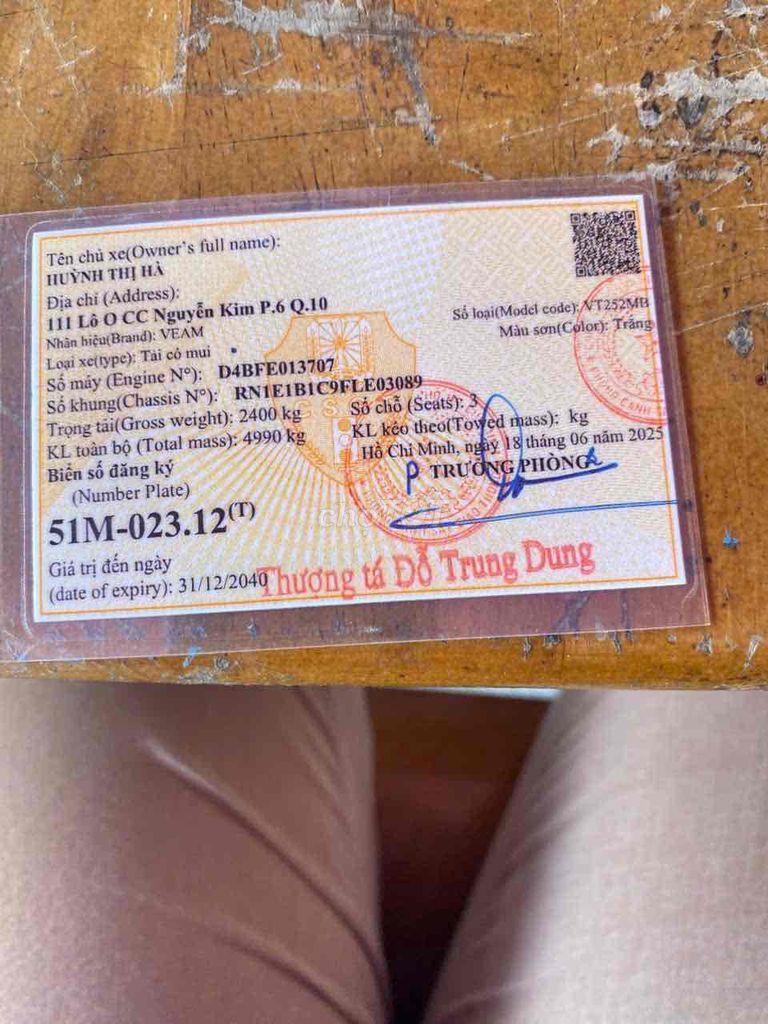 Tên chủ xe(Owner's full name):
HUỲNH THỊ HÀ
Địa chỉ (Address):
111 Lô O CC Nguyễn Kim P.6 Q.10
Nhãn hiệu(Brand): VEAM
Số loại(Model code): VT252MB
Loại xe(type): Tải có mui
Màu sơn(Color): Trắng
Số máy (Engine N°): D4BFE013707
Số khung(Chassis N°): RN1E1B1C9FLE03089
Trọng tải(Gross weight): 2400 kg
Số chỗ (Seats): 3
KL toàn bộ (Total mass): 4990 kg
KL kéo theo(Towed mass): kg
Biển số đăng ký
Hồ Chí Minh, ngày 18 tháng 06 năm 2025
(Number Plate)
P TRƯỞNG PHÒNG
51M-023.12(T)
Giá trị đến ngày
(date of expiry): 31/12/2040
Thượng tá Đỗ Trung Dung